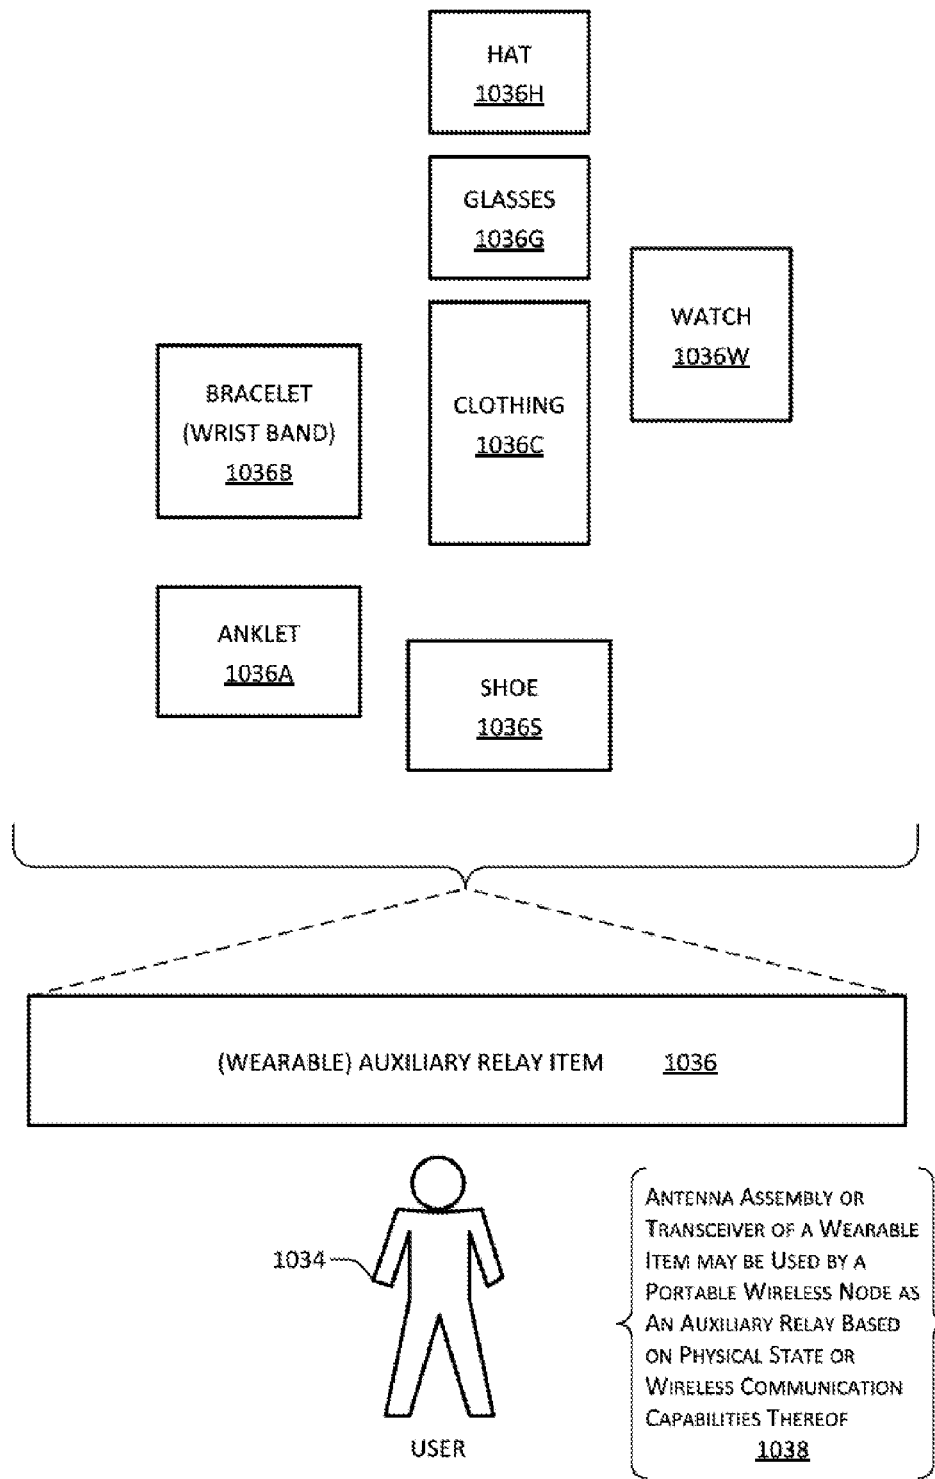 HAT
1036H
GLASSES
1036G
WATCH
1036W
BRACELET
(WRIST BAND)
1036B
CLOTHING
1036C
ANKLET
1036A
SHOE
1036S
(WEARABLE) AUXILIARY RELAY ITEM 1036
1034
USER
ANTENNA ASSEMBLY OR
TRANSCEIVER OF A WEARABLE
ITEM MAY BE USED BY A
PORTABLE WIRELESS NODE AS
AN AUXILIARY RELAY BASED
ON PHYSICAL STATE OR
WIRELESS COMMUNICATION
CAPABILITIES THEREOF
1038